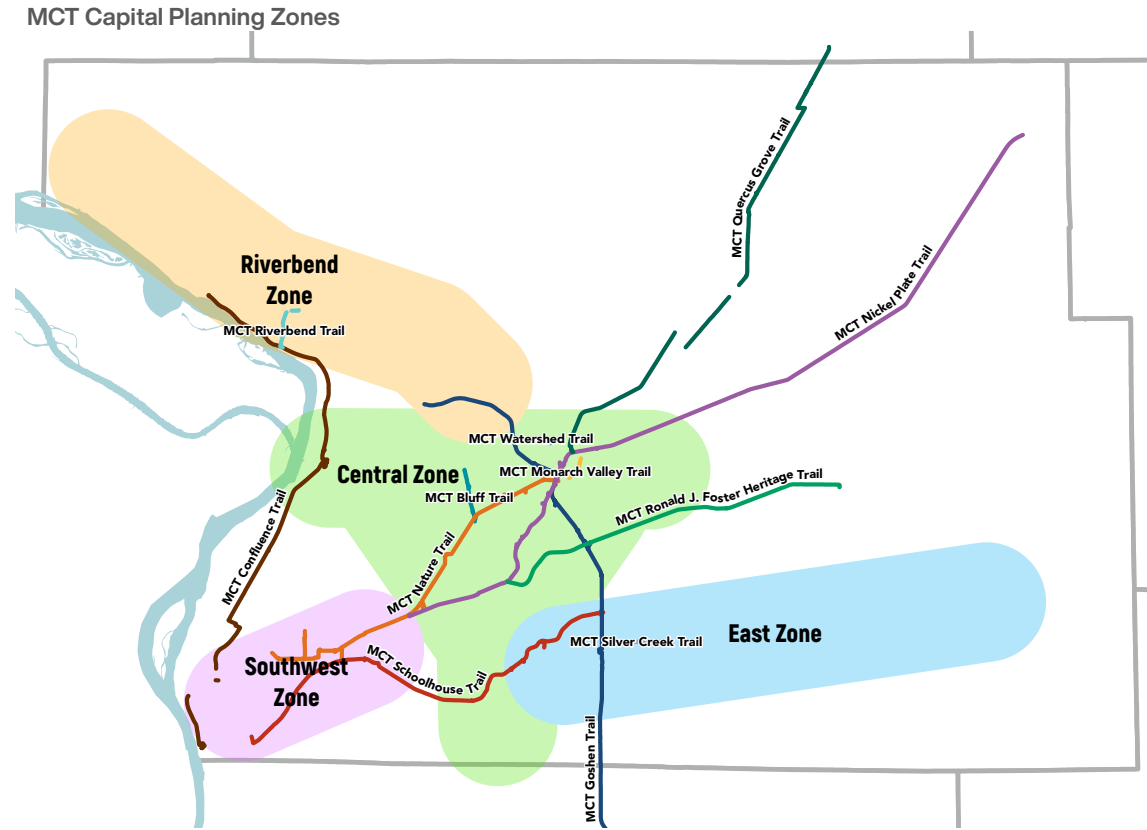 MCT Capital Planning Zones
MCT Quercus Grove Trail
MCT Nickel Plate Trail
Riverbend
Zone
MCT Riverbend Trail
MCT Watershed Trail
Central Zone
MCT Monarch Valley Trail
MCT Bluff Trail
MCT Ronald J. Foster Heritage Trail
MCT Confluence Trail
MCT Nature Trail
East Zone
MCT Silver Creek Trail
Southwest
Zone
MCT Schoolhouse Trail
MCT Goshen Trail